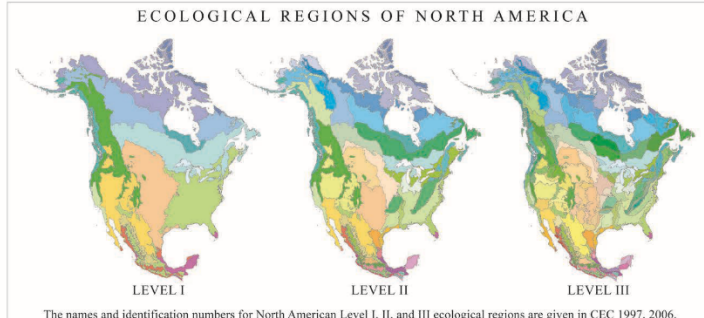 ECOLOGICAL REGIONS OF NORTH AMERICA
LEVEL I
LEVEL II
LEVEL III
The names and identification numbers for North American Level I, II, and III ecological regions are given in CEC 1997, 2006.